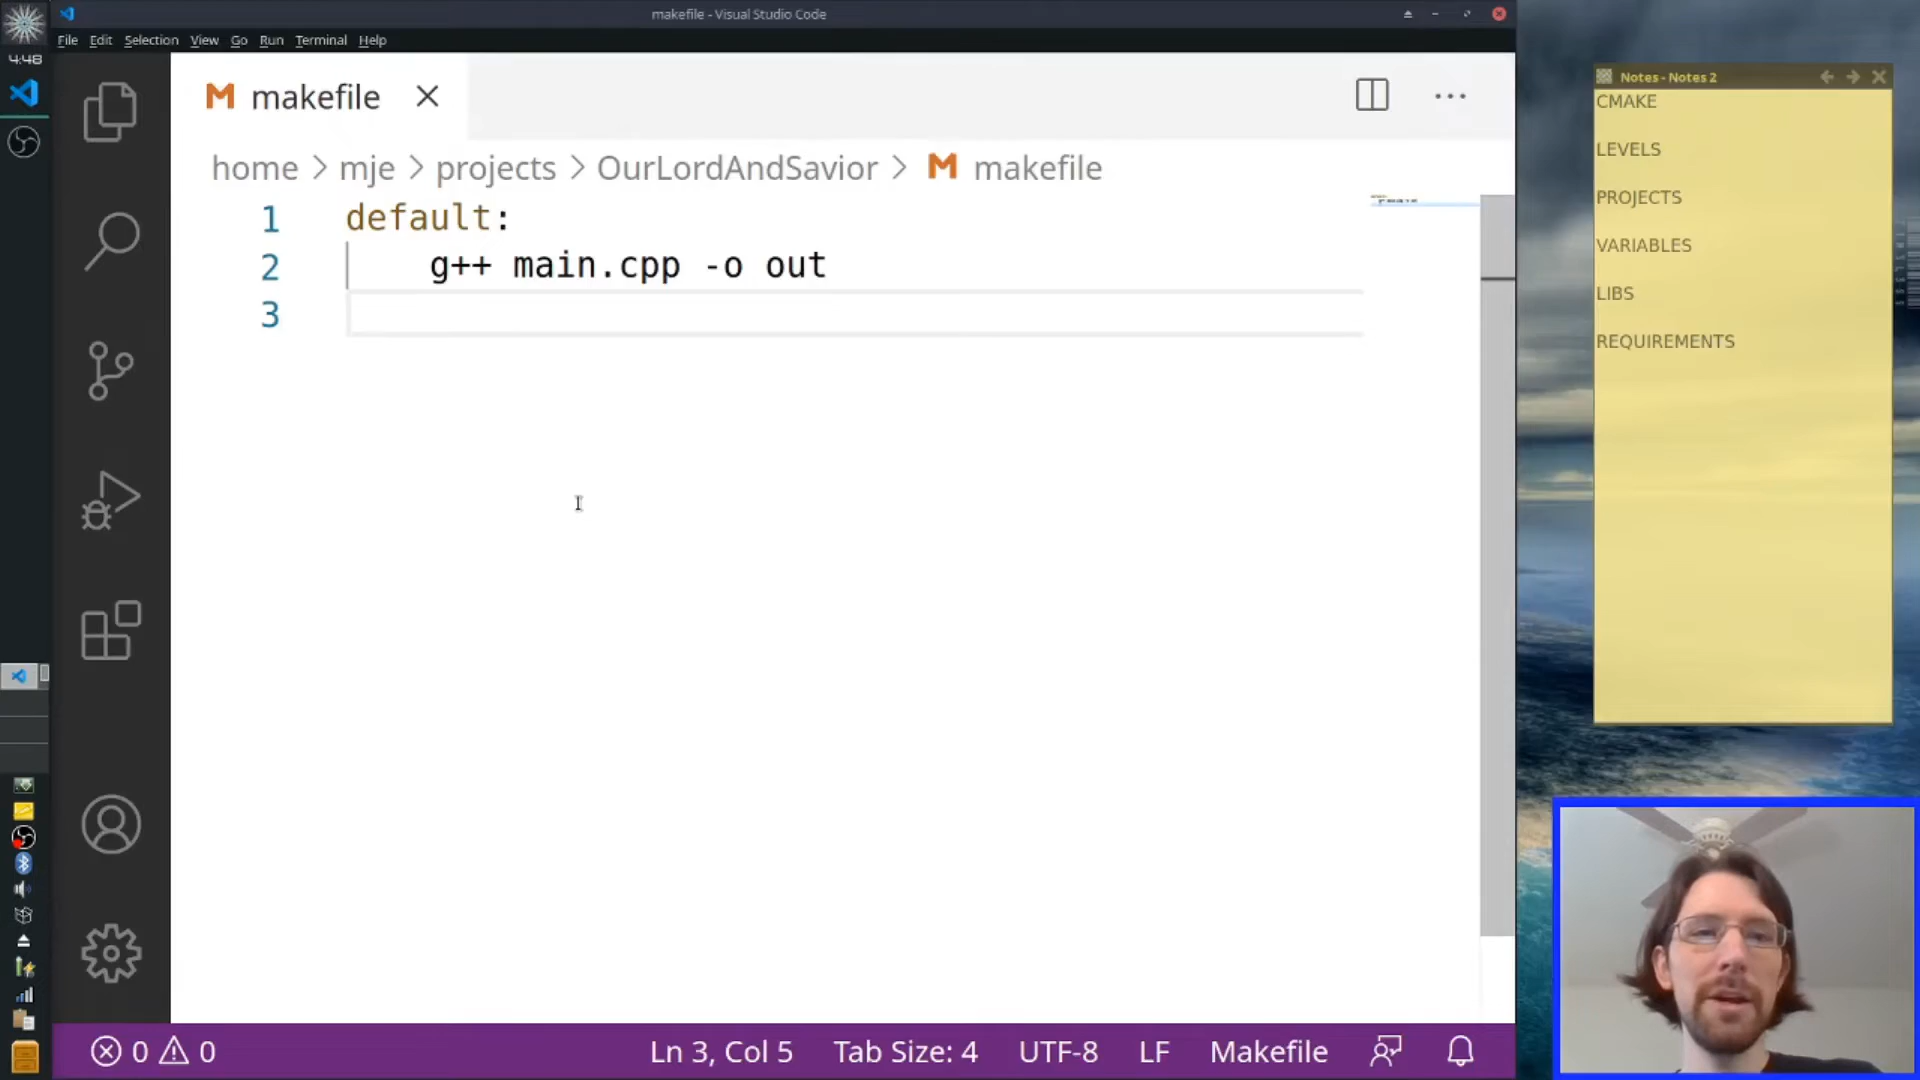 makefile - Visual Studio Code
File Edit Selection View Go Run Terminal Help
4:48
makefile
home > mje > projects > OurLordAndSavior > makefile
1 default:
2 g++ main.cpp -o out
3
0 0
Ln 3, Col 5 Tab Size: 4 UTF-8 LF Makefile
Notes - Notes 2
CMAKE
LEVELS
PROJECTS
VARIABLES
LIBS
REQUIREMENTS